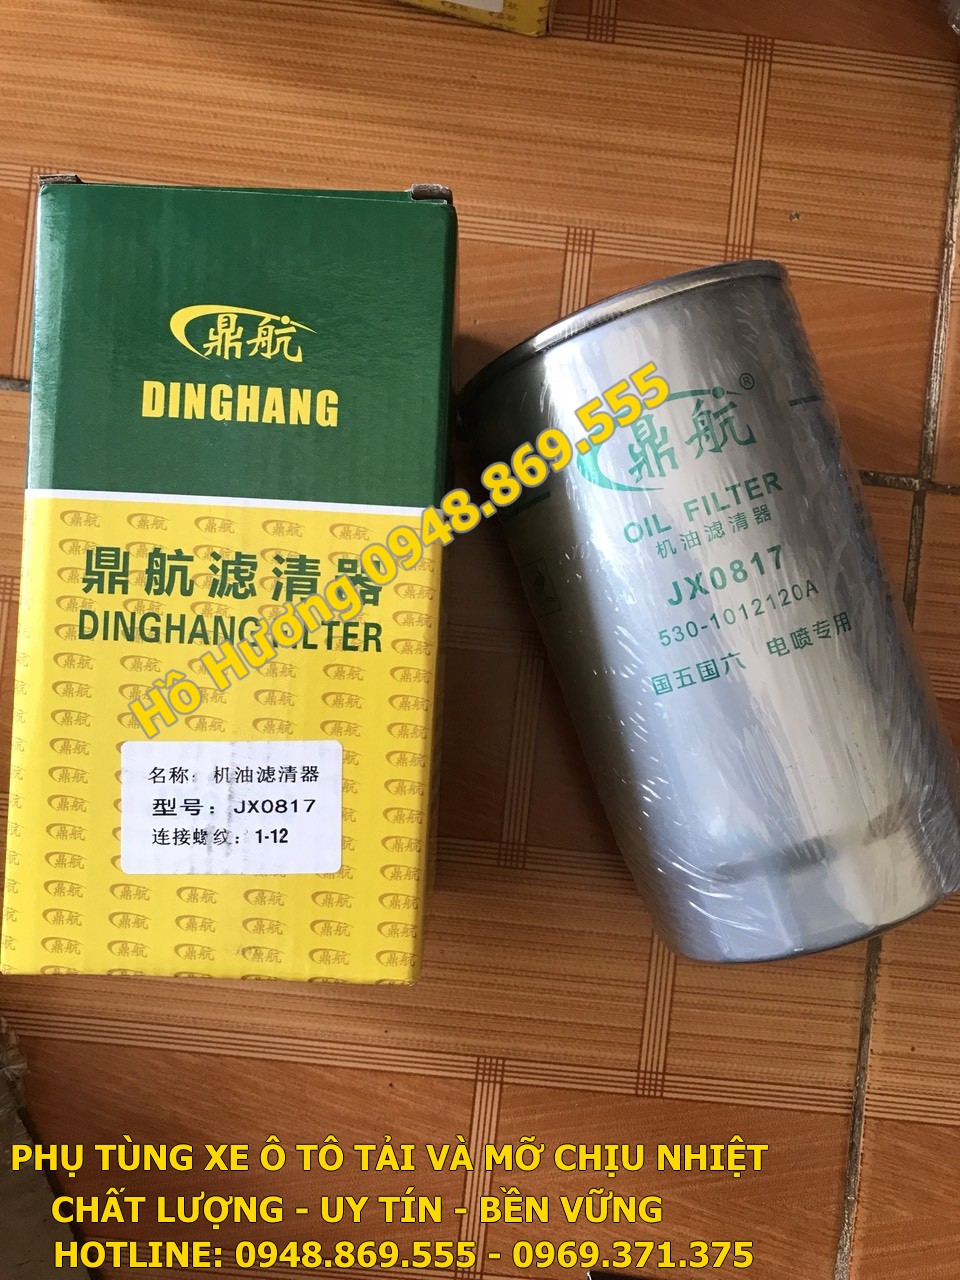 鼎航
DINGHANG
鼎航滤清器
DINGHANG FILTER
名称：机油滤清器
型号：JX0817
连接螺纹：1-12
鼎航®
OIL FILTER
机油滤清器
JX0817
530-1012120A
国五国六 电喷专用
Hồ Hương 0948.869.555
PHỤ TÙNG XE Ô TÔ TẢI VÀ MỠ CHỊU NHIỆT
CHẤT LƯỢNG - UY TÍN - BỀN VỮNG
HOTLINE: 0948.869.555 - 0969.371.375